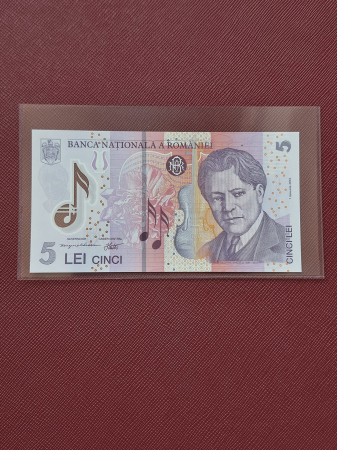 BANCA NAȚIONALĂ A ROMÂNIEI
5
5
LEI CINCI
CINCI LEI